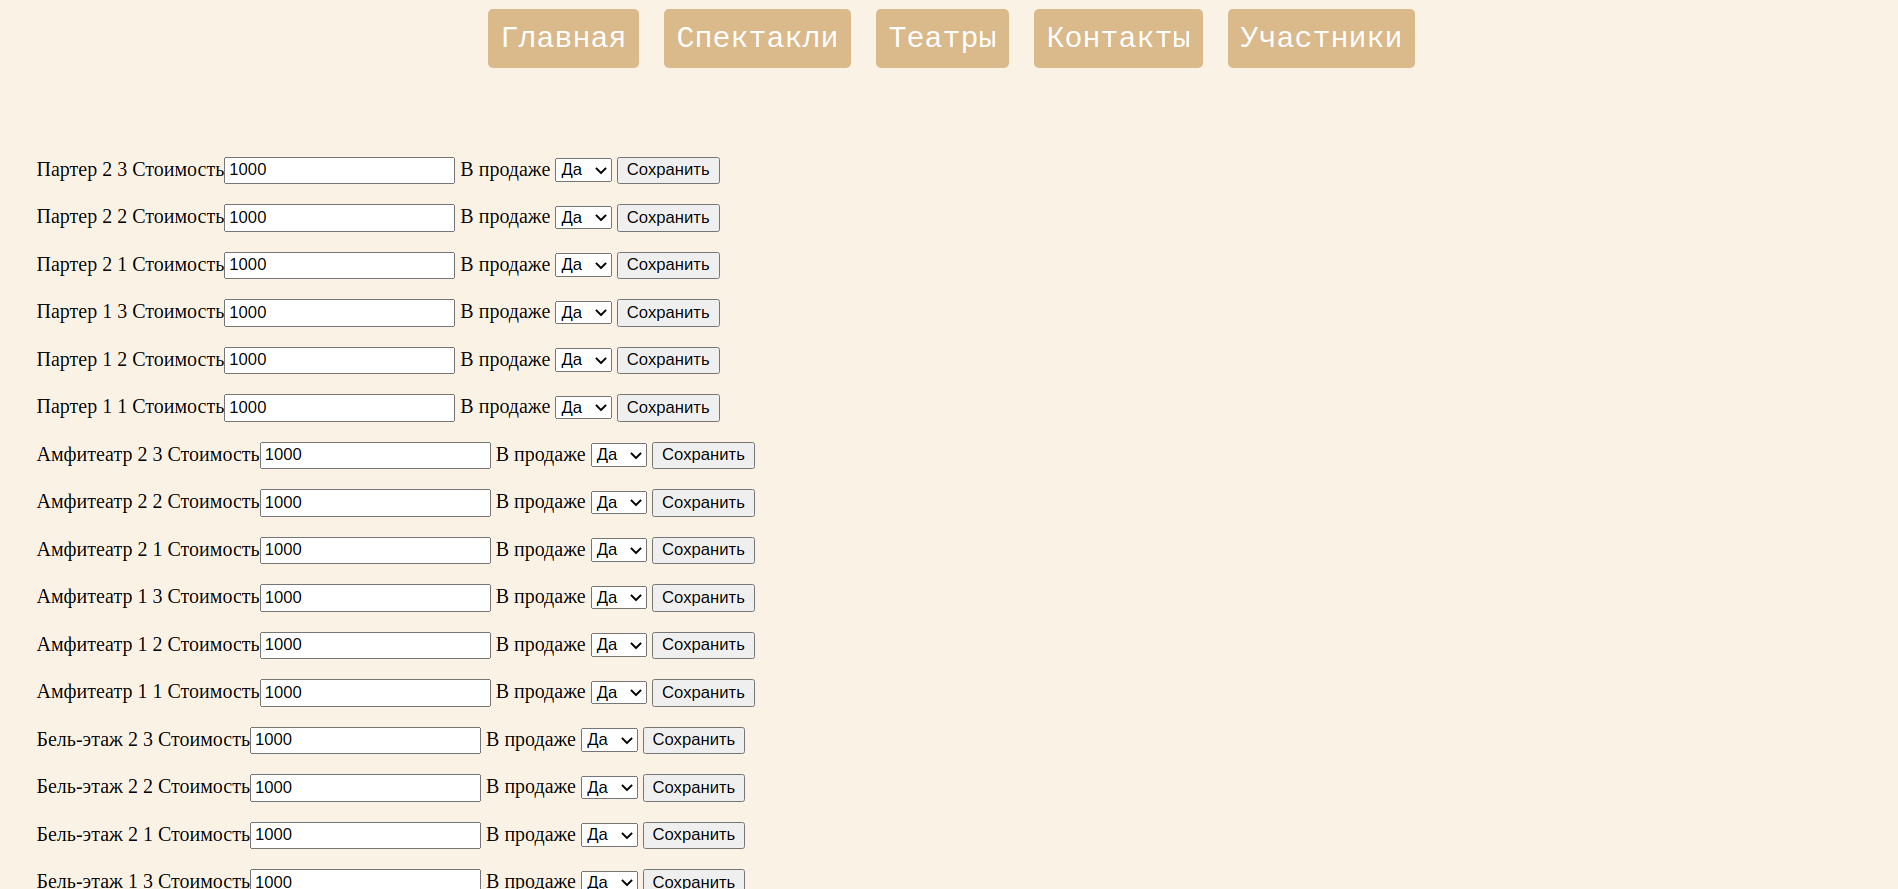 Главная Спектакли Театры Контакты Участники
Партер 2 3 Стоимость 1000 В продаже Да Сохранить
Партер 2 2 Стоимость 1000 В продаже Да Сохранить
Партер 2 1 Стоимость 1000 В продаже Да Сохранить
Партер 1 3 Стоимость 1000 В продаже Да Сохранить
Партер 1 2 Стоимость 1000 В продаже Да Сохранить
Партер 1 1 Стоимость 1000 В продаже Да Сохранить
Амфитеатр 2 3 Стоимость 1000 В продаже Да Сохранить
Амфитеатр 2 2 Стоимость 1000 В продаже Да Сохранить
Амфитеатр 2 1 Стоимость 1000 В продаже Да Сохранить
Амфитеатр 1 3 Стоимость 1000 В продаже Да Сохранить
Амфитеатр 1 2 Стоимость 1000 В продаже Да Сохранить
Амфитеатр 1 1 Стоимость 1000 В продаже Да Сохранить
Бель-этаж 2 3 Стоимость 1000 В продаже Да Сохранить
Бель-этаж 2 2 Стоимость 1000 В продаже Да Сохранить
Бель-этаж 2 1 Стоимость 1000 В продаже Да Сохранить
Бель-этаж 1 3 Стоимость 1000 В продаже Да Сохранить